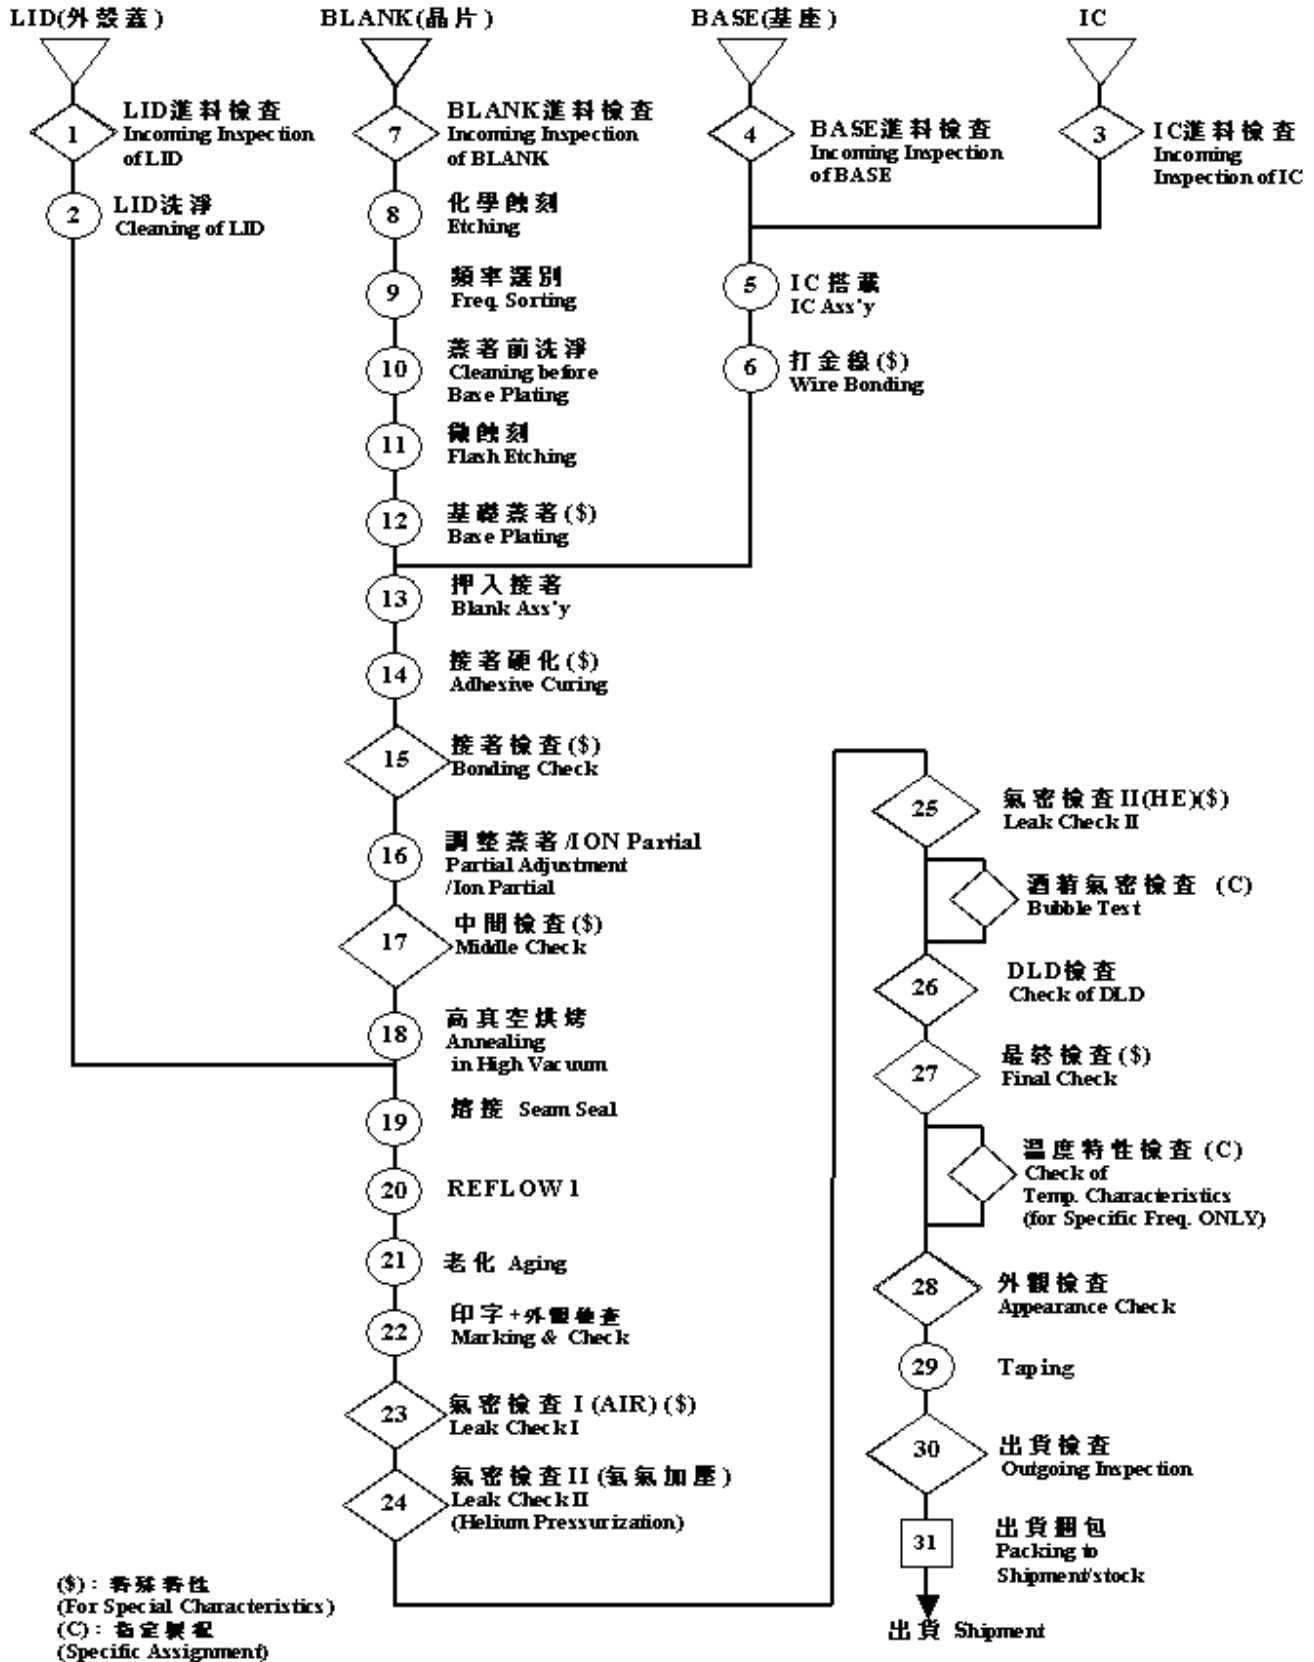 LID(外殼蓋)
BLANK(晶片)
BASE(基座)
IC
1
LID進料檢查
Incoming Inspection
of LID
7
BLANK進料檢查
Incoming Inspection
of BLANK
4
BASE進料檢查
Incoming Inspection
of BASE
3
IC進料檢查
Incoming
Inspection of IC
2
LID洗淨
Cleaning of LID
8
化學蝕刻
Etching
9
頻率選別
Freq. Sorting
5
IC搭載
IC Ass'y
10
蒸著前洗淨
Cleaning before
Base Plating
6
打金線($)
Wire Bonding
11
微蝕刻
Flash Etching
12
基礎蒸著($)
Base Plating
13
押入接著
Blank Ass'y
14
接著硬化($)
Adhesive Curing
15
接著檢查($)
Bonding Check
16
調整蒸著/ION Partial
Partial Adjustment
/Ion Partial
17
中間檢查($)
Middle Check
18
高真空烘烤
Annealing
in High Vacuum
19
熔接 Seam Seal
20
REFLOW 1
21
老化 Aging
22
印字+外觀檢查
Marking & Check
23
氣密檢查 I (AIR) ($)
Leak Check I
24
氣密檢查II (氦氣加壓)
Leak Check II
(Helium Pressurization)
25
氣密檢查II(HE)($)
Leak Check II
酒精氣密檢查 (C)
Bubble Test
26
DLD檢查
Check of DLD
27
最終檢查($)
Final Check
溫度特性檢查 (C)
Check of
Temp. Characteristics
(for Specific Freq. ONLY)
28
外觀檢查
Appearance Check
29
Taping
30
出貨檢查
Outgoing Inspection
31
出貨捆包
Packing to
Shipment/stock
出貨 Shipment
($): 特殊特性
(For Special Characteristics)
(C): 指定製程
(Specific Assignment)